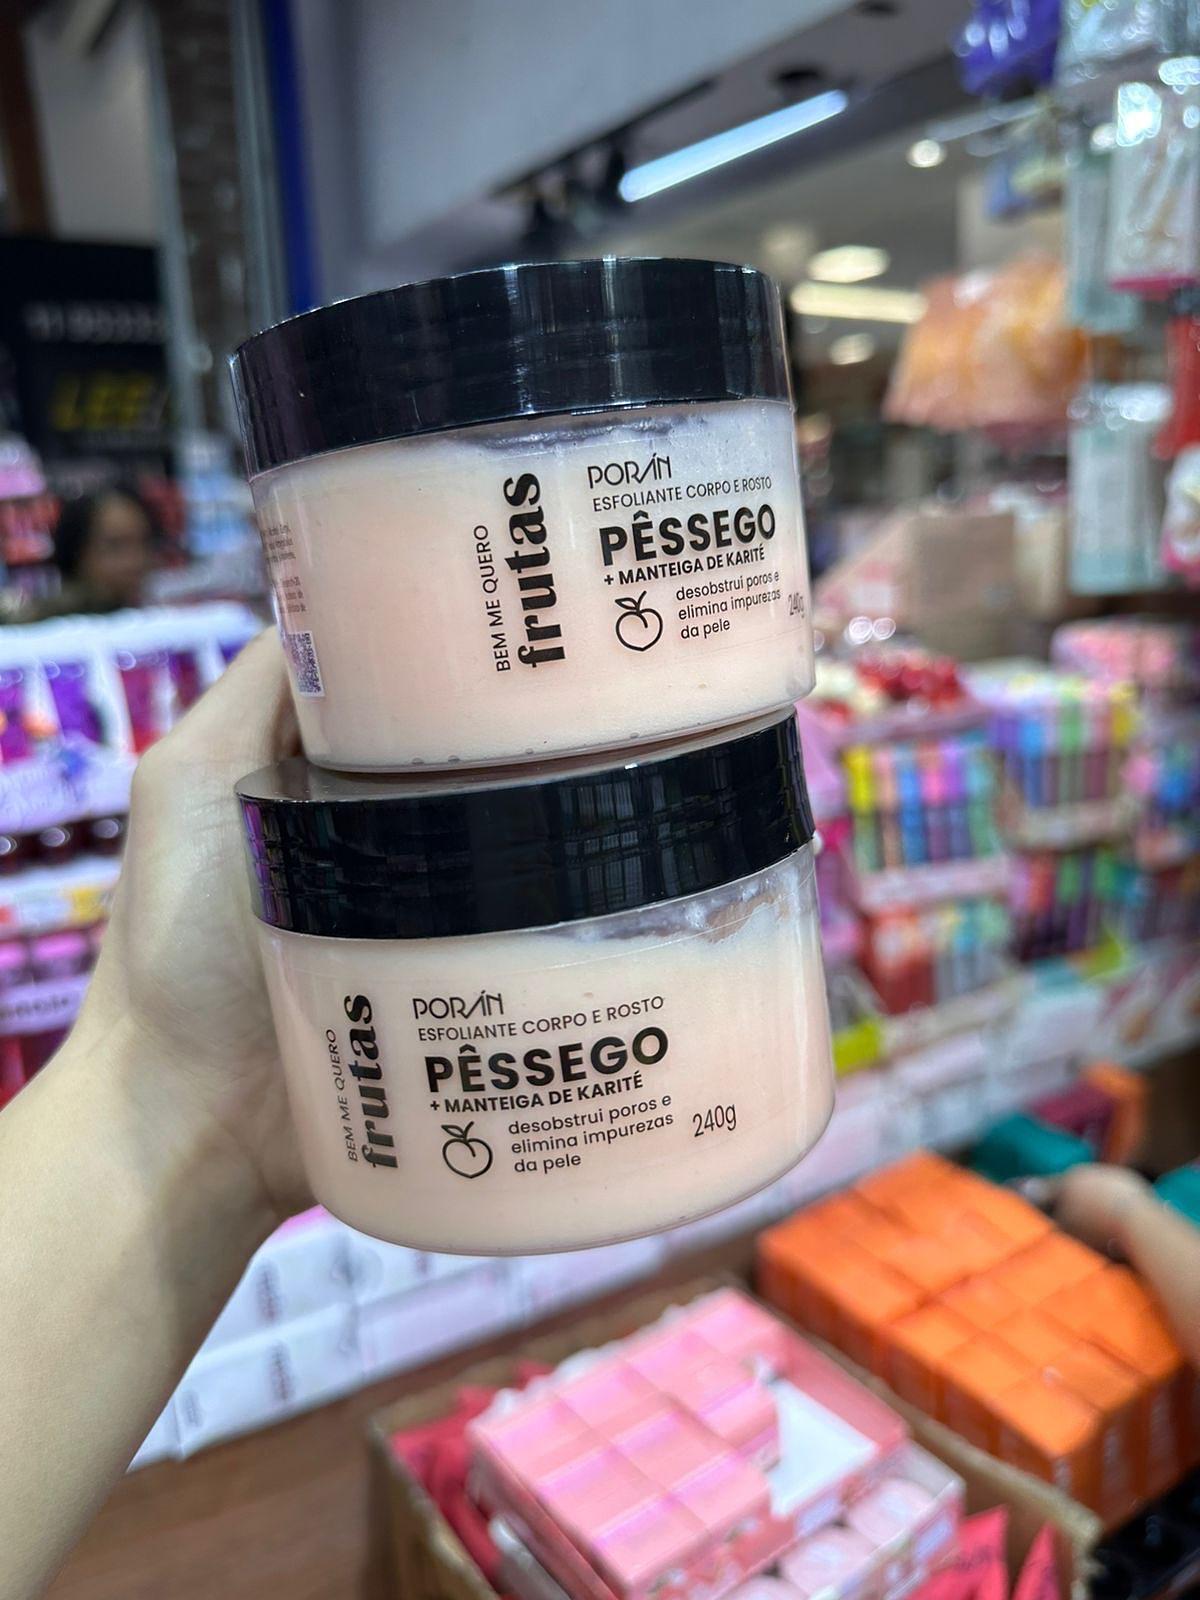 BEM ME QUERO
frutas
PORÁN
ESFOLIANTE CORPO E ROSTO
PÊSSEGO
+ MANTEIGA DE KARITÉ
desobstrui poros e
elimina impurezas
da pele
240g
BEM ME QUERO
frutas
PORÁN
ESFOLIANTE CORPO E ROSTO
PÊSSEGO
+ MANTEIGA DE KARITÉ
desobstrui poros e
elimina impurezas
da pele
240g
LEE